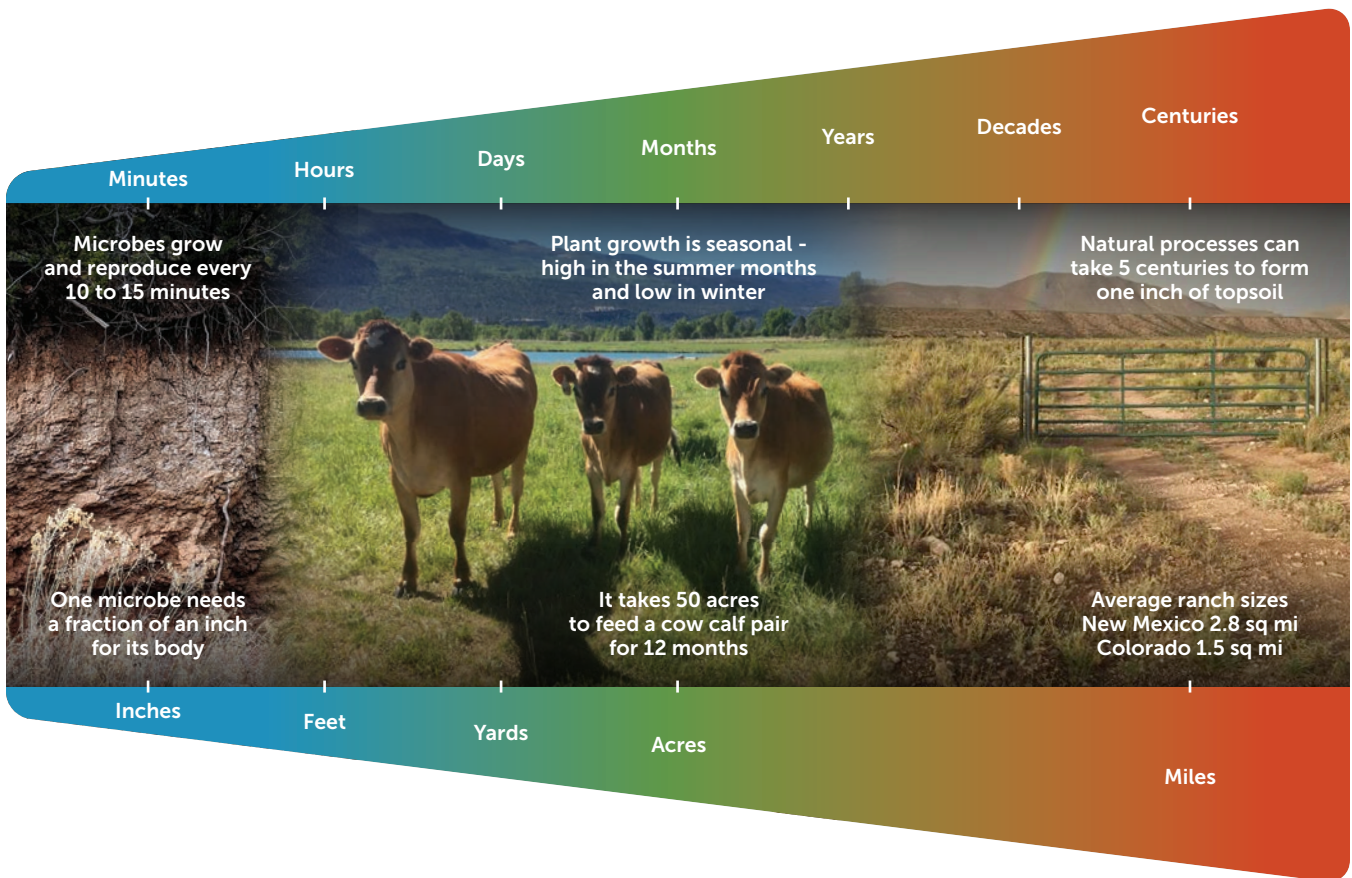 Minutes
Hours
Days
Months
Years
Decades
Centuries
Microbes grow
and reproduce every
10 to 15 minutes
Plant growth is seasonal -
high in the summer months
and low in winter
Natural processes can
take 5 centuries to form
one inch of topsoil
One microbe needs
a fraction of an inch
for its body
It takes 50 acres
to feed a cow calf pair
for 12 months
Average ranch sizes
New Mexico 2.8 sq mi
Colorado 1.5 sq mi
Inches
Feet
Yards
Acres
Miles